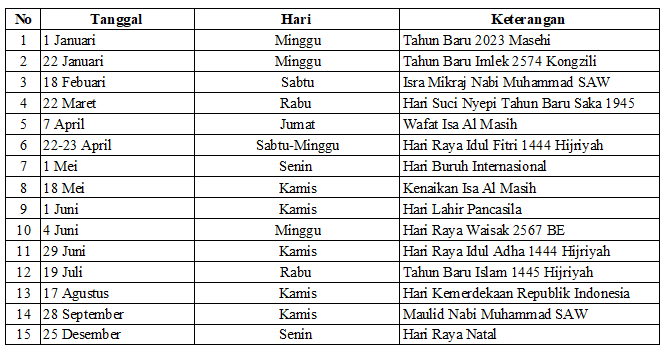 No Tanggal Hari Keterangan
1 1 Januari Minggu Tahun Baru 2023 Masehi
2 22 Januari Minggu Tahun Baru Imlek 2574 Kongzili
3 18 Febuari Sabtu Isra Mikraj Nabi Muhammad SAW
4 22 Maret Rabu Hari Suci Nyepi Tahun Baru Saka 1945
5 7 April Jumat Wafat Isa Al Masih
6 22-23 April Sabtu-Minggu Hari Raya Idul Fitri 1444 Hijriyah
7 1 Mei Senin Hari Buruh Internasional
8 18 Mei Kamis Kenaikan Isa Al Masih
9 1 Juni Kamis Hari Lahir Pancasila
10 4 Juni Minggu Hari Raya Waisak 2567 BE
11 29 Juni Kamis Hari Raya Idul Adha 1444 Hijriyah
12 19 Juli Rabu Tahun Baru Islam 1445 Hijriyah
13 17 Agustus Kamis Hari Kemerdekaan Republik Indonesia
14 28 September Kamis Maulid Nabi Muhammad SAW
15 25 Desember Senin Hari Raya Natal